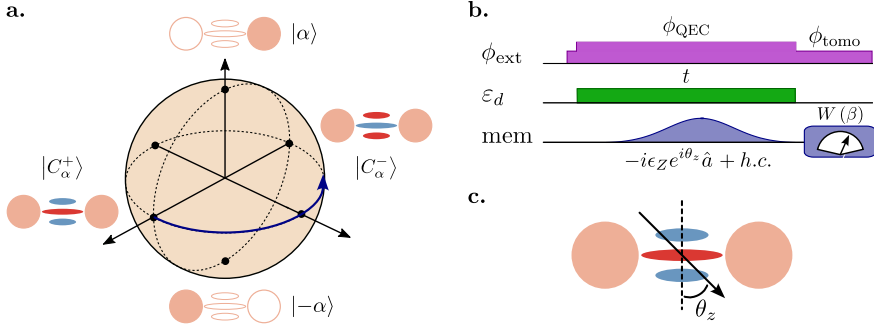 a.
|α⟩
|C_α^+⟩
|C_α^-⟩
|−α⟩
b.
ϕ_QEC
ϕ_ext
ϕ_tomo
t
ε_d
W (β)
mem
−iϵ_Z e^{iθ_z} â + h.c.
c.
θ_z